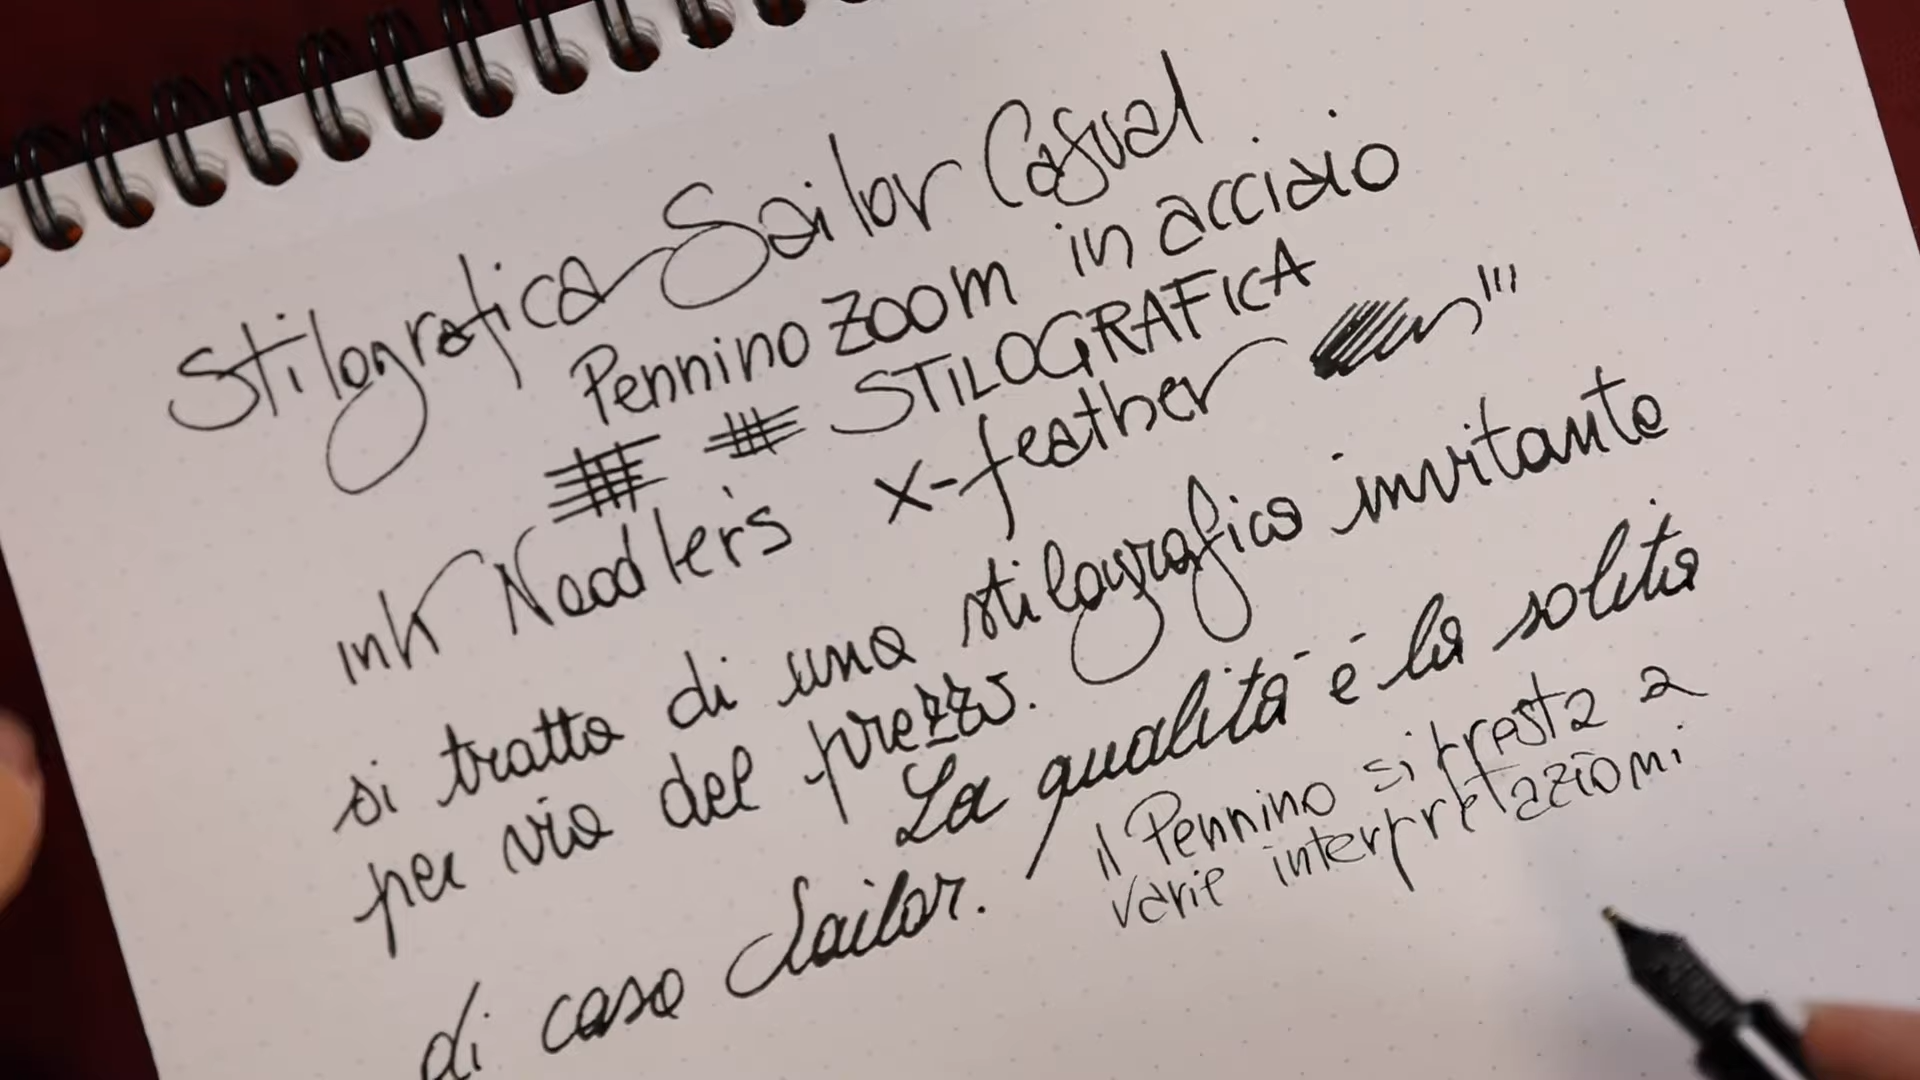 Stilografica Sailor Casual
Pennino zoom in acciaio
STILOGRAFICA
ink Noodler's x-feather
si tratta di una stilografica invitante
per via del prezzo.
La qualità è la solita
di casa Sailor.
il Pennino si presta a
varie interpretazioni